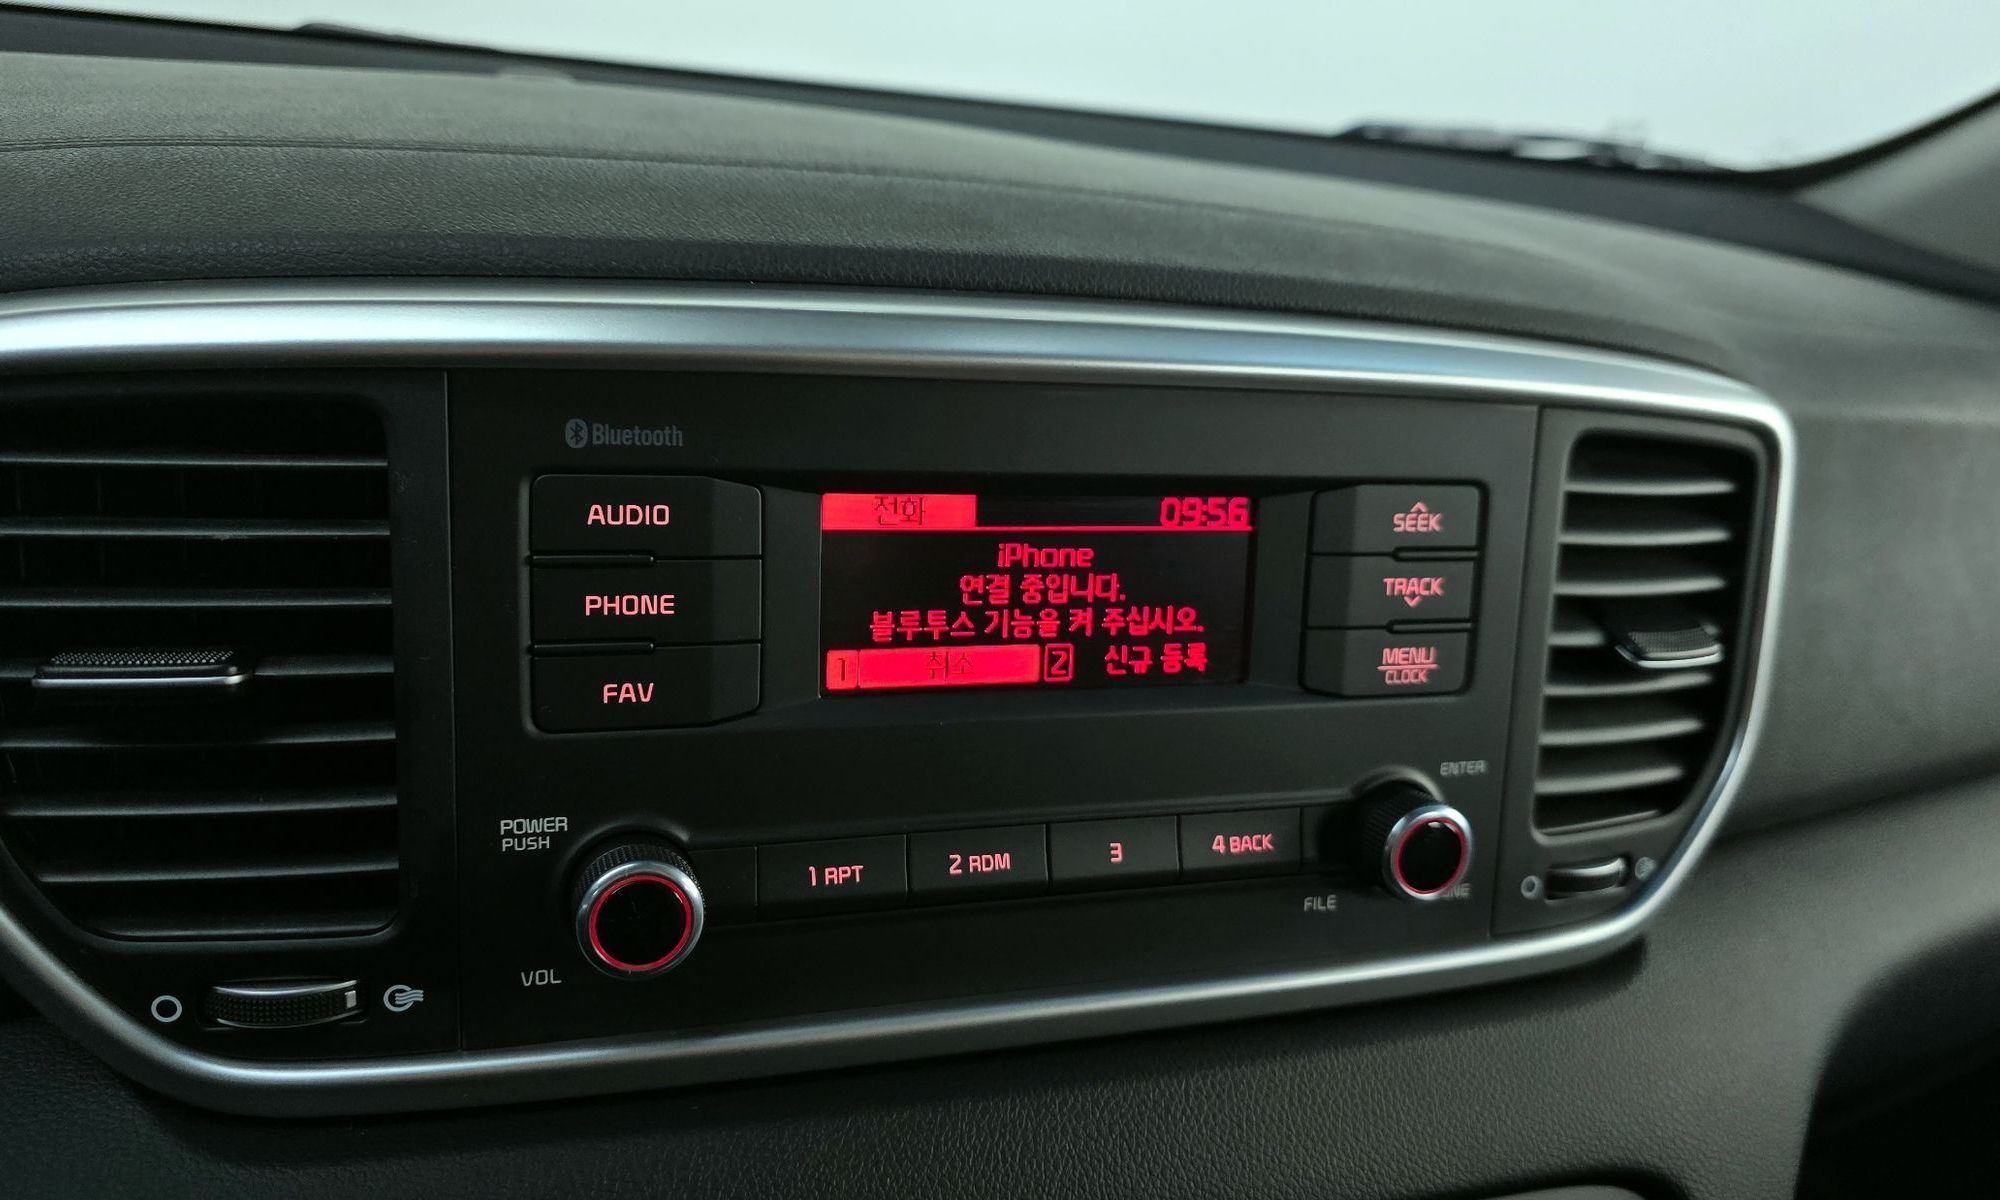 Bluetooth
AUDIO
PHONE
FAV
전화 09:56
iPhone
연결 중입니다.
블루투스 기능을 켜 주십시오.
1 취소 2 신규 등록
SEEK
TRACK
MENU
CLOCK
POWER
PUSH
VOL
1 RPT
2 RDM
3
4 BACK
ENTER
FILE